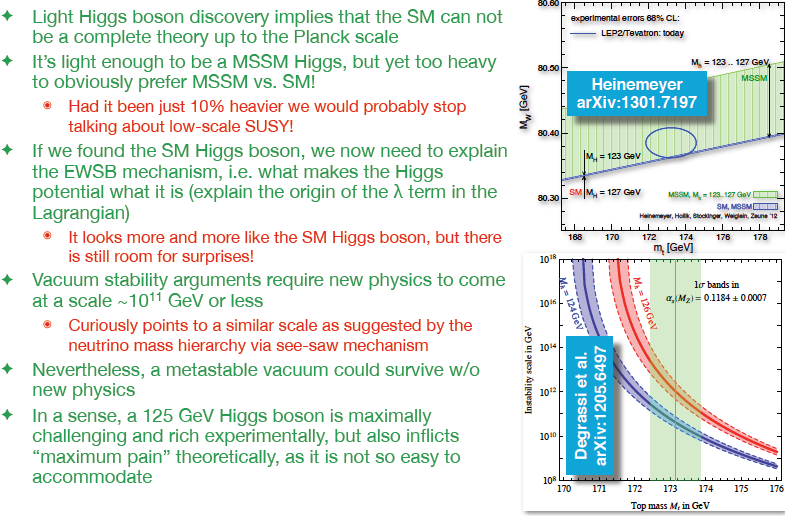 Light Higgs boson discovery implies that the SM can not
be a complete theory up to the Planck scale
It's light enough to be a MSSM Higgs, but yet too heavy
to obviously prefer MSSM vs. SM!
Had it been just 10% heavier we would probably stop
talking about low-scale SUSY!
If we found the SM Higgs boson, we now need to explain
the EWSB mechanism, i.e. what makes the Higgs
potential what it is (explain the origin of the λ term in the
Lagrangian)
It looks more and more like the SM Higgs boson, but there
is still room for surprises!
Vacuum stability arguments require new physics to come
at a scale ~10¹¹ GeV or less
Curiously points to a similar scale as suggested by the
neutrino mass hierarchy via see-saw mechanism
Nevertheless, a metastable vacuum could survive w/o
new physics
In a sense, a 125 GeV Higgs boson is maximally
challenging and rich experimentally, but also inflicts
“maximum pain” theoretically, as it is not so easy to
accommodate
80.60
experimental errors 68% CL:
LEP2/Tevatron: today
80.50
M_h = 123 .. 127 GeV
MSSM
Heinemeyer
arXiv:1301.7197
M_W [GeV]
80.40
M_H = 123 GeV
SM M_H = 127 GeV
80.30
MSSM, M_h = 123..127 GeV
SM, MSSM
Heinemeyer, Hollik, Stockinger, Weiglein, Zeune '12
168 170 172 174 176 178
m_t [GeV]
10¹⁸
10¹⁶
10¹⁴
10¹²
10¹⁰
10⁸
Instability scale in GeV
M_h = 124 GeV
M_h = 126 GeV
1σ bands in
α_s(M_Z) = 0.1184 ± 0.0007
Degrassi et al.
arXiv:1205.6497
170 171 172 173 174 175 176
Top mass M_t in GeV